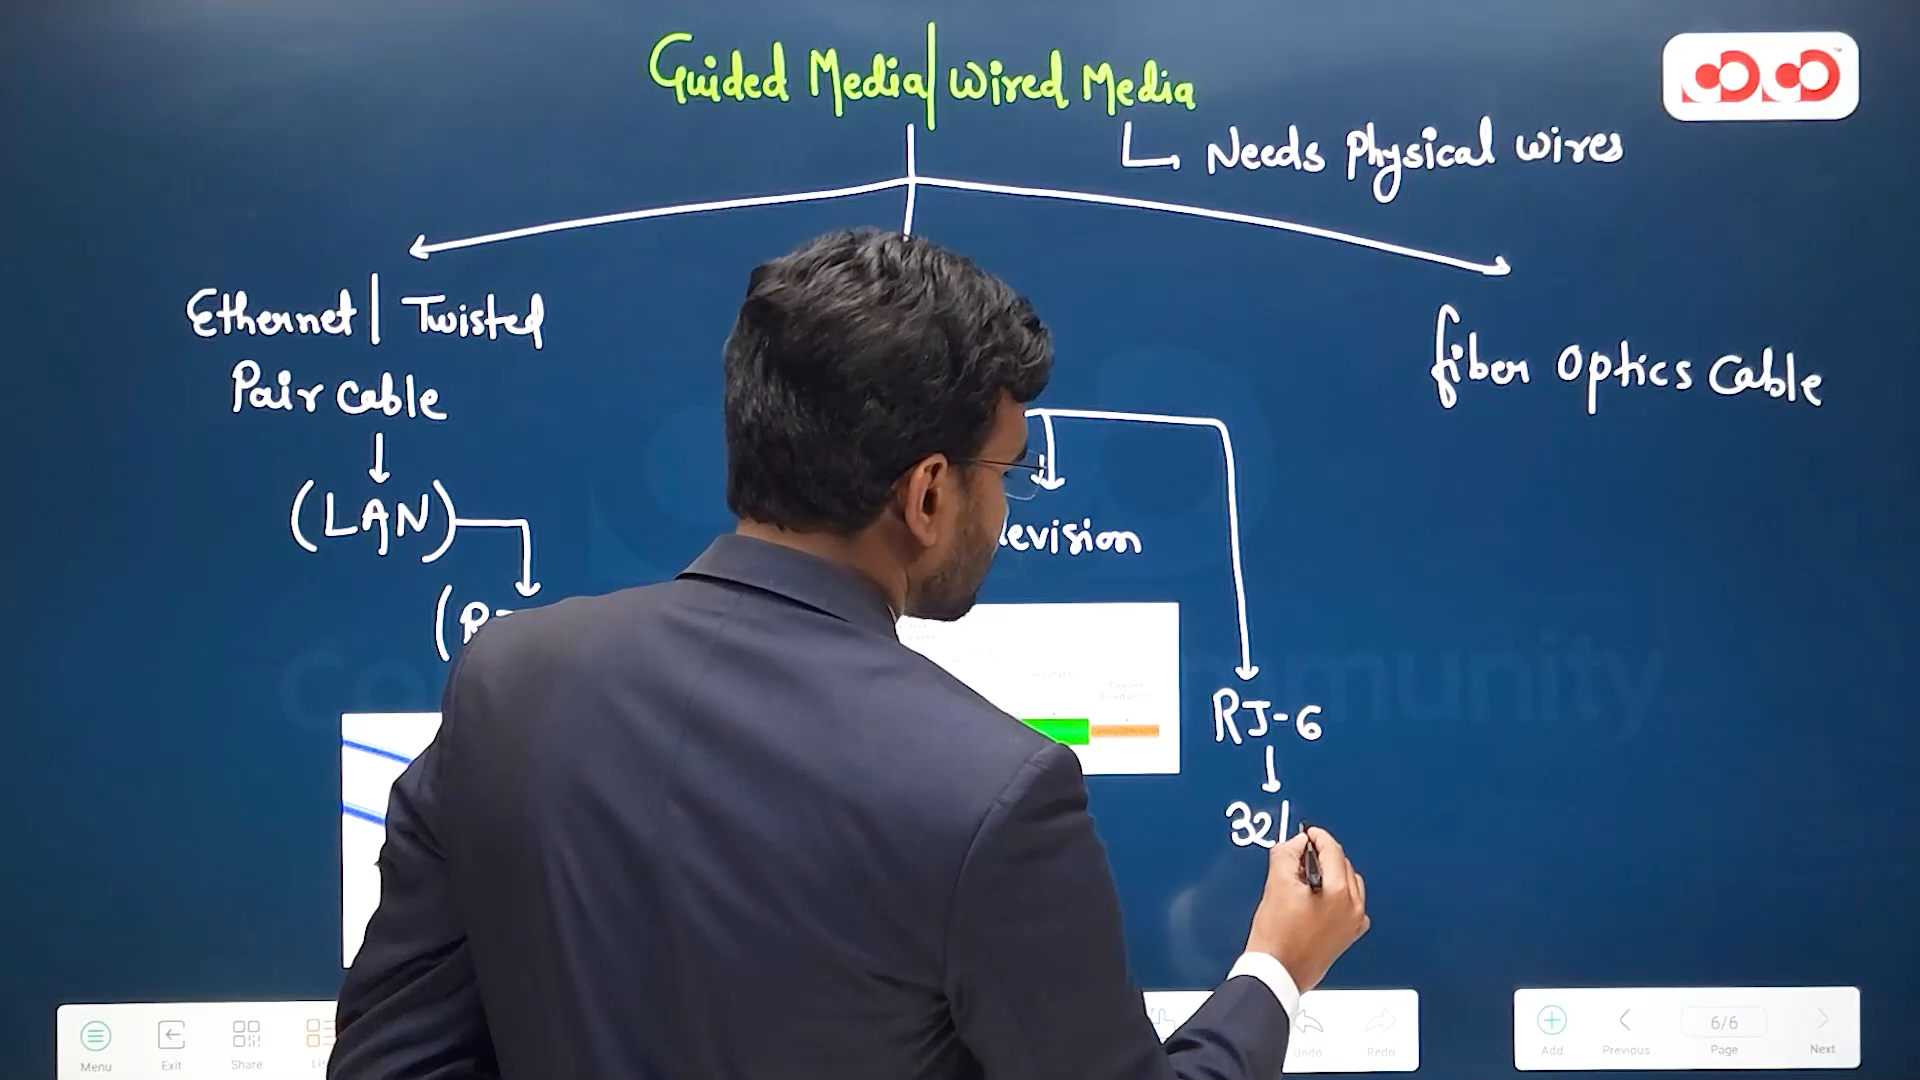 Guided Media/Wired Media
Needs Physical Wires
Ethernet/Twisted
Pair Cable
(LAN)
fiber Optics Cable
levision
RJ-6
32/
Menu
Exit
Share
Undo
Redo
Add
Previous
6/6
Page
Next